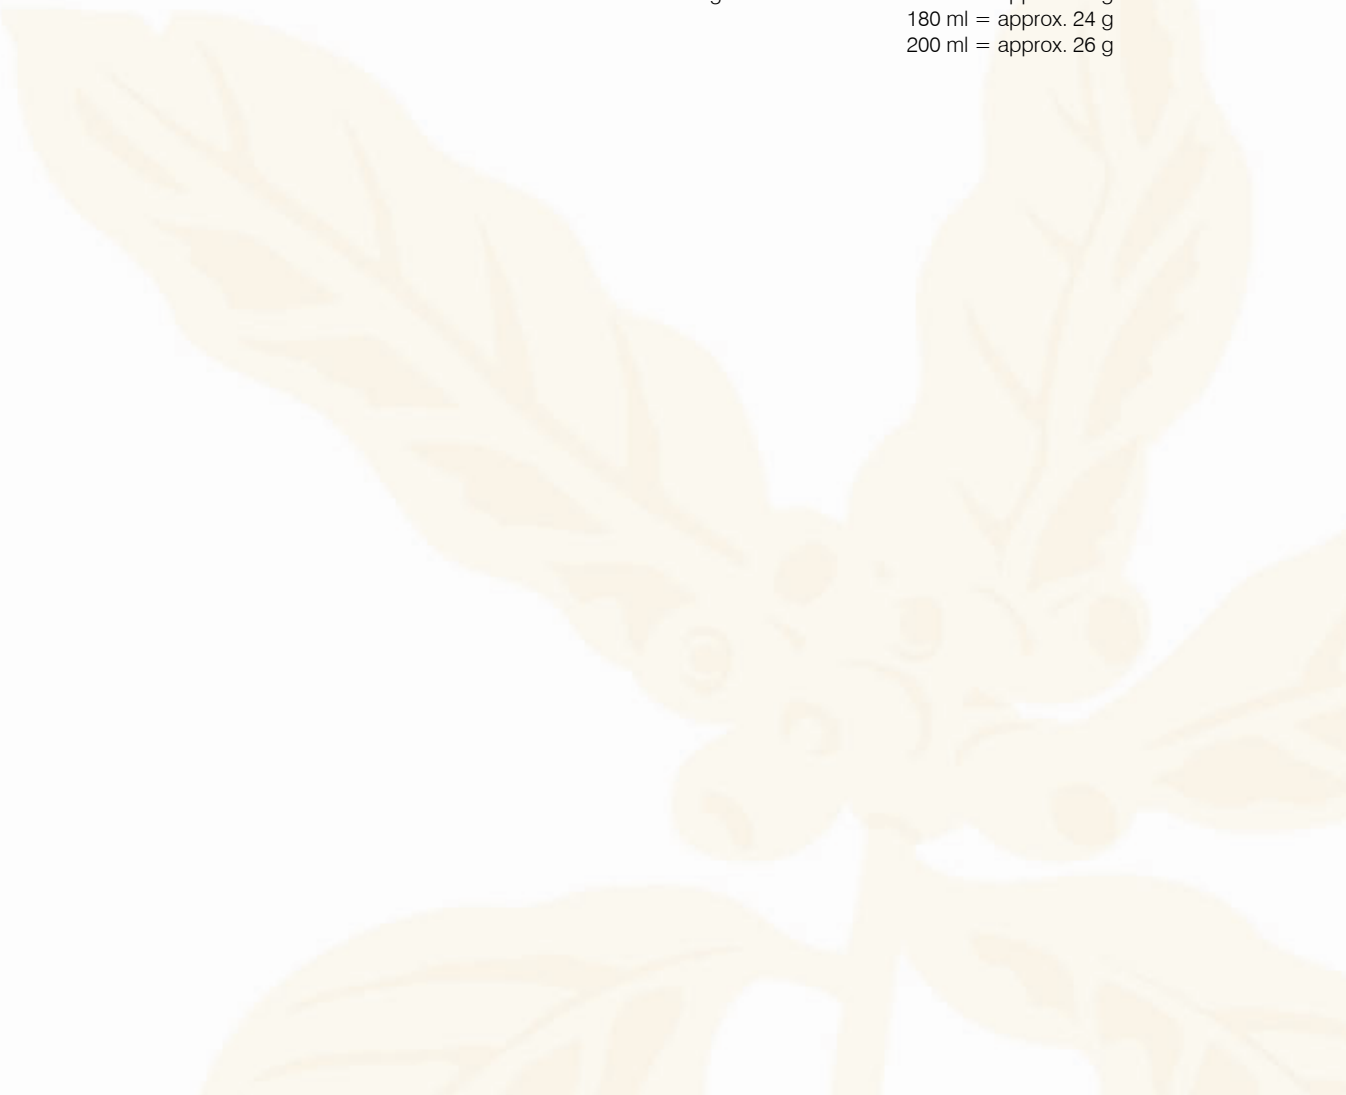 180 ml = approx. 24 g
200 ml = approx. 26 g